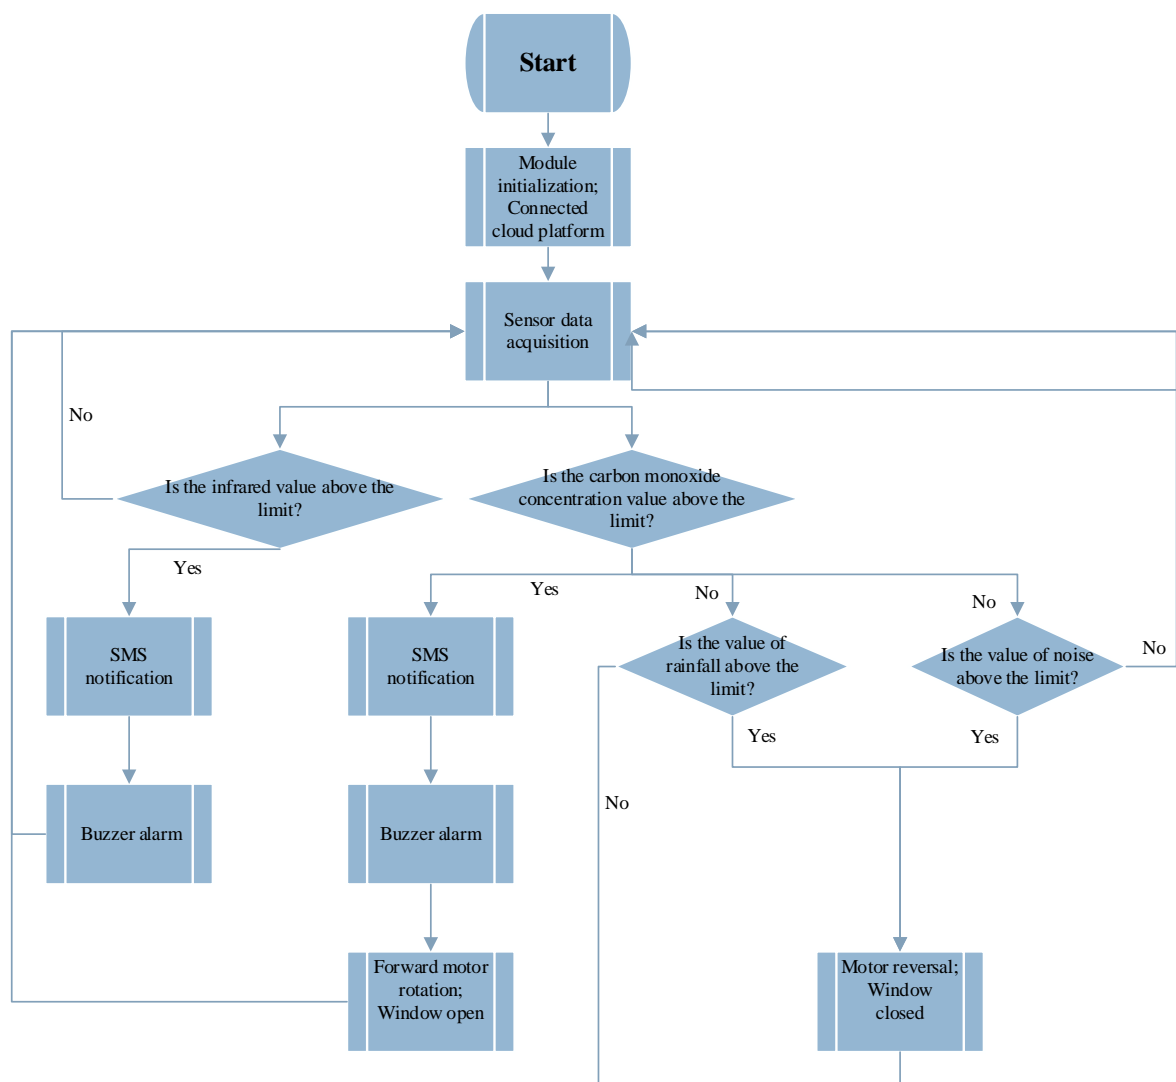 Start
Module
initialization;
Connected
cloud platform
Sensor data
acquisition
No
Is the infrared value above the
limit?
Is the carbon monoxide
concentration value above the
limit?
Yes
Yes
No
No
SMS
notification
SMS
notification
Is the value of
rainfall above the
limit?
Is the value of noise
above the limit?
No
Yes
Yes
No
Buzzer alarm
Buzzer alarm
Forward motor
rotation;
Window open
Motor reversal;
Window
closed